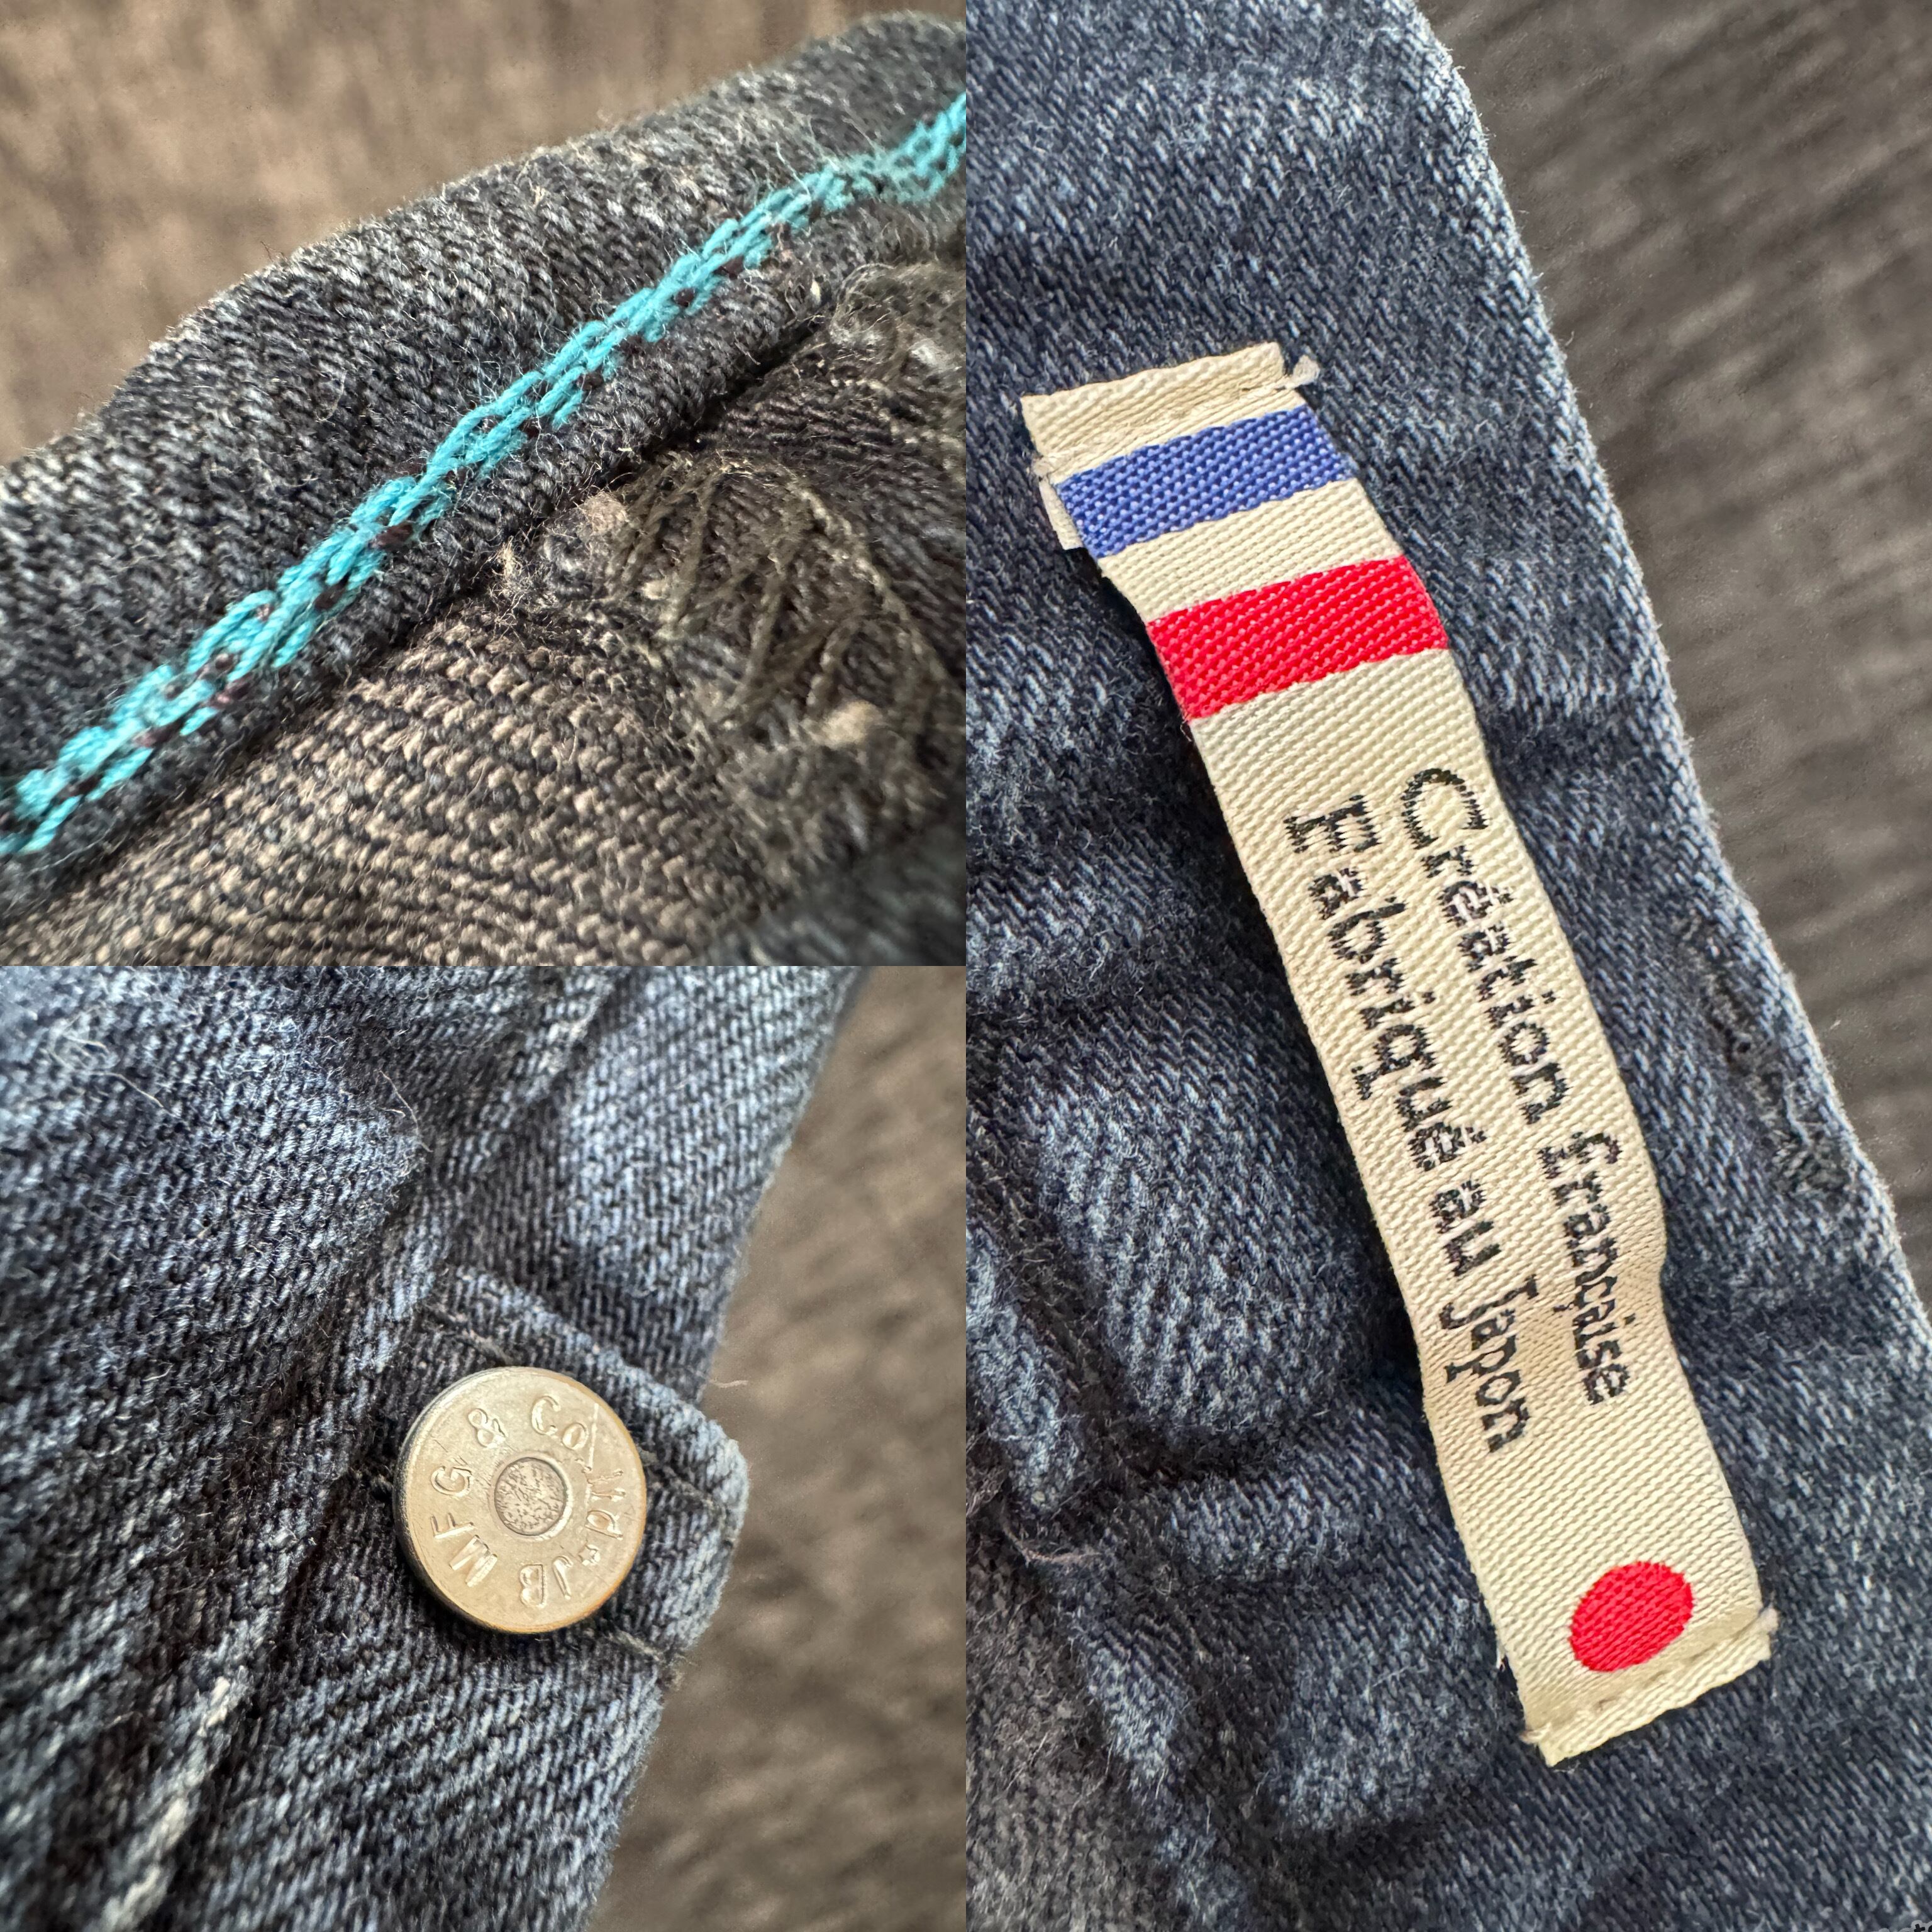 JB MFG & Co., Ltd.
Création française
Fabriqué au Japon